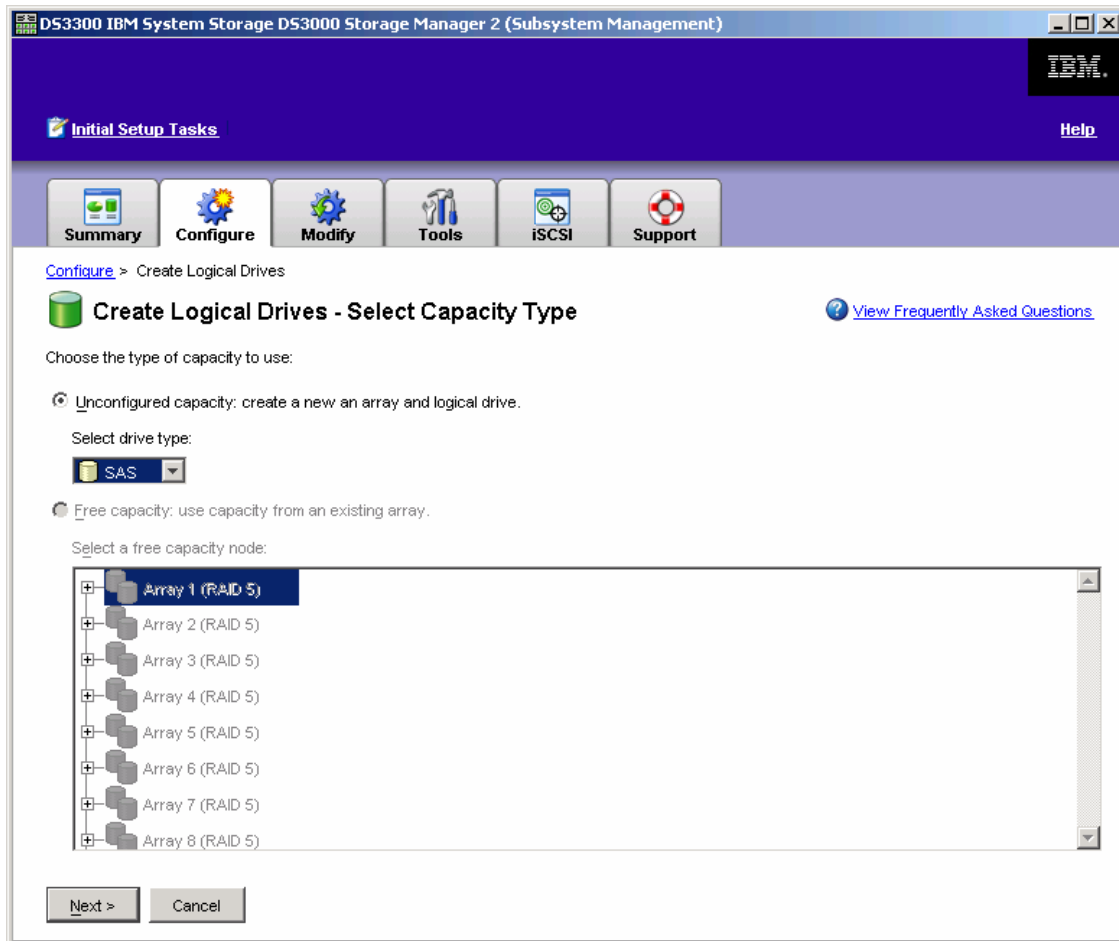 DS3300 IBM System Storage DS3000 Storage Manager 2 (Subsystem Management)
IBM.
Initial Setup Tasks
Help
Summary
Configure
Modify
Tools
iSCSI
Support
Configure > Create Logical Drives
Create Logical Drives - Select Capacity Type
View Frequently Asked Questions
Choose the type of capacity to use:
Unconfigured capacity: create a new an array and logical drive.
Select drive type:
SAS
Free capacity: use capacity from an existing array.
Select a free capacity node:
Array 1 (RAID 5)
Array 2 (RAID 5)
Array 3 (RAID 5)
Array 4 (RAID 5)
Array 5 (RAID 5)
Array 6 (RAID 5)
Array 7 (RAID 5)
Array 8 (RAID 5)
Next >
Cancel